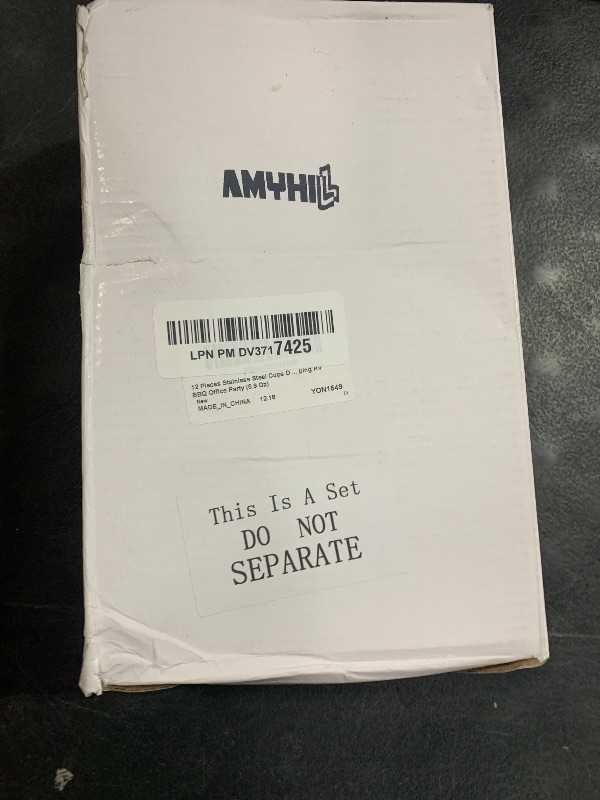 AMYHILL
LPN PM DV3717425
12 Pieces Stainless Steel Cups D ... ping RV
BBQ Office Party (5.9 Oz)
New
MADE_IN_CHINA 12.18 YON1649
This Is A Set
DO NOT
SEPARATE